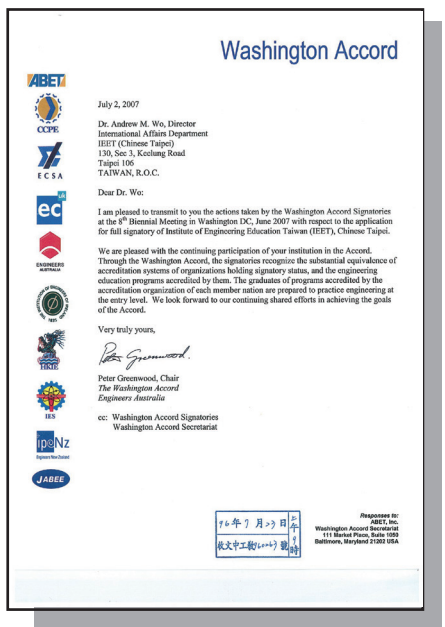 Washington Accord
ABET
CCPE
ECSA
ec uk
ENGINEERS
AUSTRALIA
HKIE
IES
ipeNz
Engineers New Zealand
JABEE
July 2, 2007
Dr. Andrew M. Wo, Director
International Affairs Department
IEET (Chinese Taipei)
130, Sec 3, Keelung Road
Taipei 106
TAIWAN, R.O.C.
Dear Dr. Wo:
I am pleased to transmit to you the actions taken by the Washington Accord Signatories
at the 8th Biennial Meeting in Washington DC, June 2007 with respect to the application
for full signatory of Institute of Engineering Education Taiwan (IEET), Chinese Taipei.
We are pleased with the continuing participation of your institution in the Accord.
Through the Washington Accord, the signatories recognize the substantial equivalence of
accreditation systems of organizations holding signatory status, and the engineering
education programs accredited by them. The graduates of programs accredited by the
accreditation organization of each member nation are prepared to practice engineering at
the entry level. We look forward to our continuing shared efforts in achieving the goals
of the Accord.
Very truly yours,
Peter Greenwood.
Peter Greenwood, Chair
The Washington Accord
Engineers Australia
cc: Washington Accord Signatories
Washington Accord Secretariat
96年7月23日
收文中工教 號
Responses to:
ABET, Inc.
Washington Accord Secretariat
111 Market Place, Suite 1050
Baltimore, Maryland 21202 USA